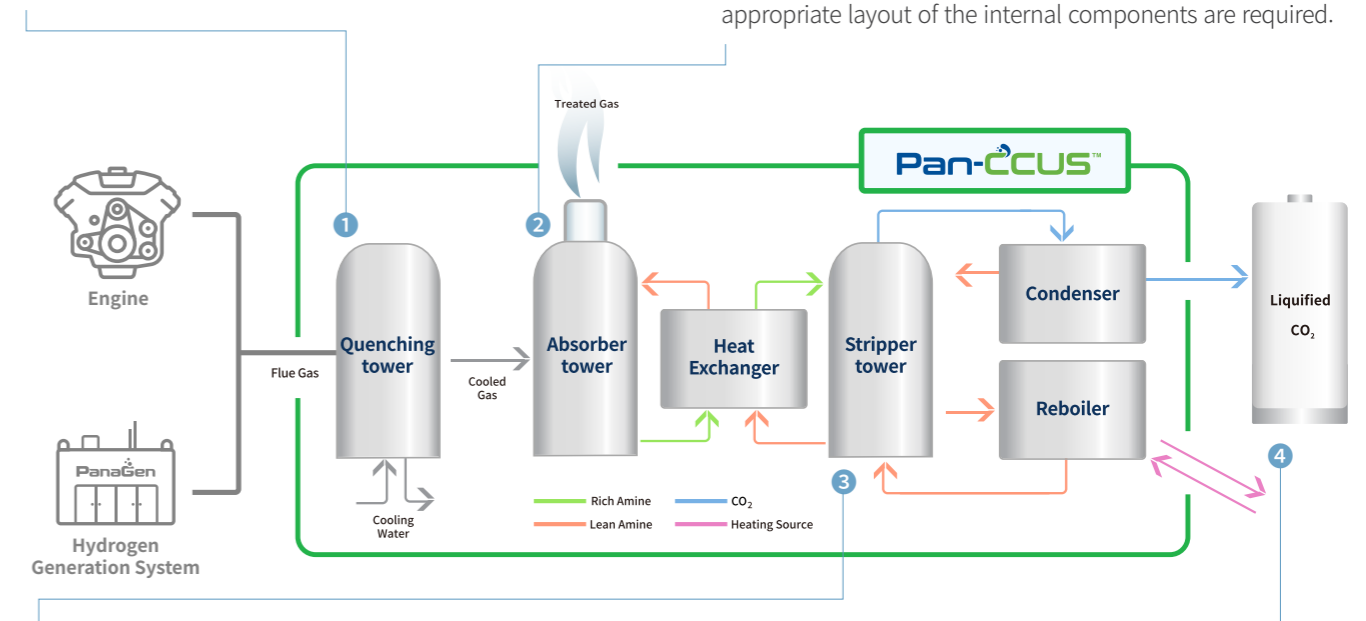 appropriate layout of the internal components are required.
Treated Gas
Pan-CCUS™
1
2
Engine
Quenching
tower
Absorber
tower
Heat
Exchanger
Stripper
tower
Condenser
Liquified
CO₂
Flue Gas
Cooled
Gas
Reboiler
PanaGen
Hydrogen
Generation System
Cooling
Water
Rich Amine
CO₂
Lean Amine
Heating Source
3
4